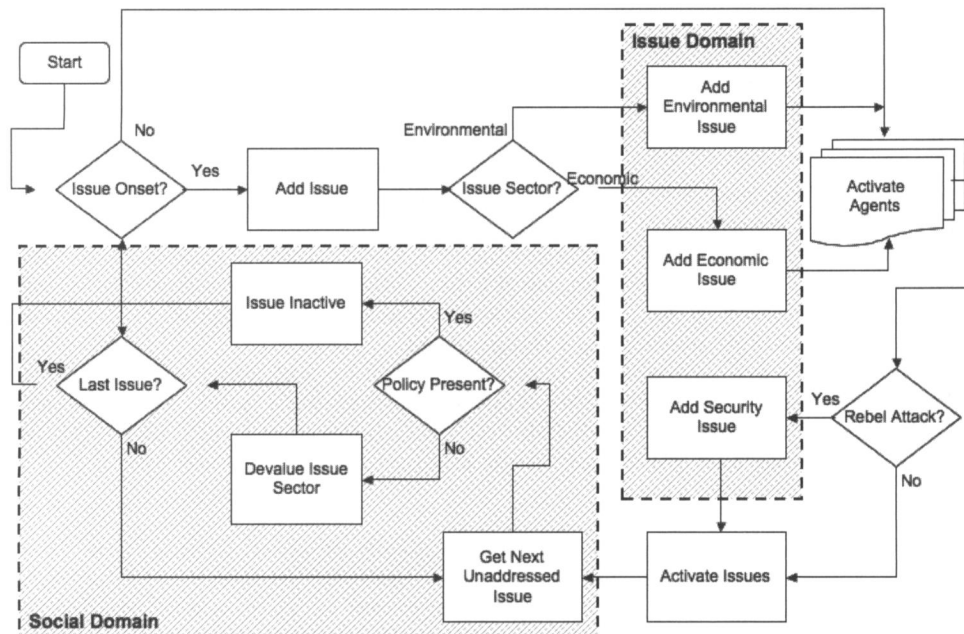 Issue Domain
Start
Add
Environmental
Issue
No
Environmental
Issue Onset?
Yes
Add Issue
Issue Sector?
Economic
Activate
Agents
Add Economic
Issue
Issue Inactive
Yes
Yes
Last Issue?
Policy Present?
Add Security
Issue
Yes
Rebel Attack?
No
No
Devalue Issue
Sector
No
Get Next
Unaddressed
Issue
Activate Issues
Social Domain